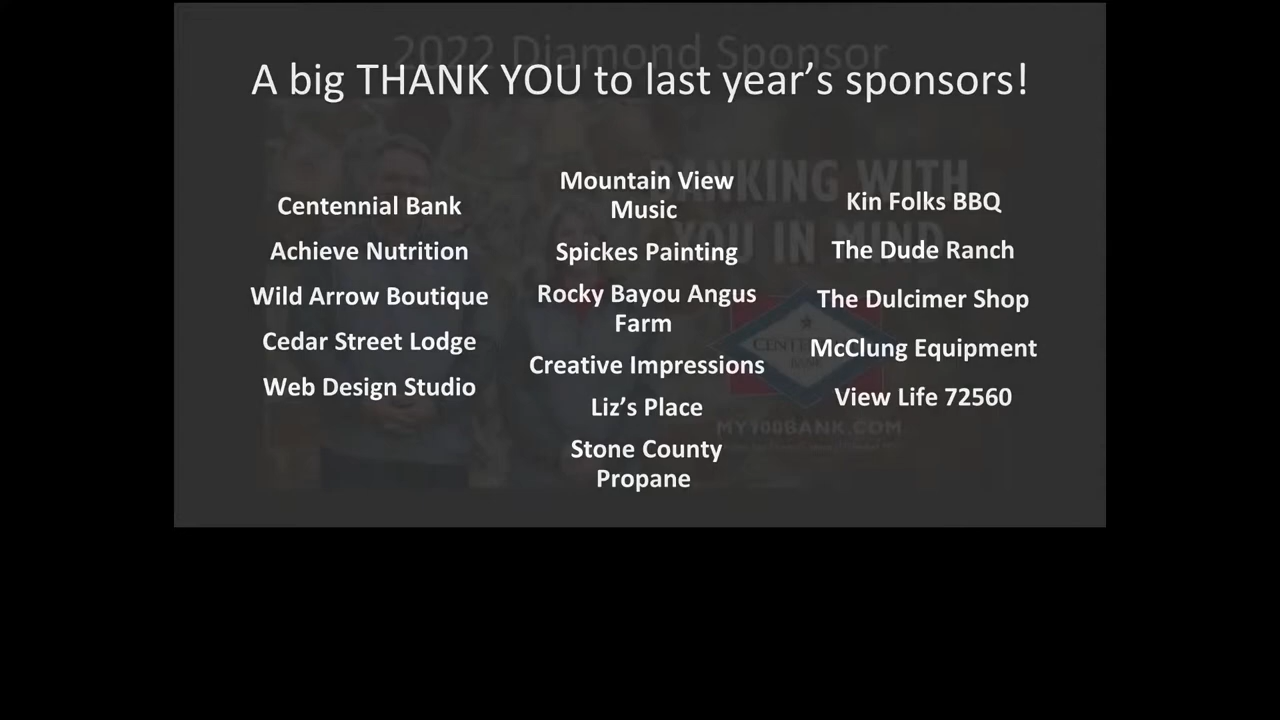 2022 Diamond Sponsor
A big THANK YOU to last year’s sponsors!
Centennial Bank
Achieve Nutrition
Wild Arrow Boutique
Cedar Street Lodge
Web Design Studio
Mountain View
Music
Spickes Painting
Rocky Bayou Angus
Farm
Creative Impressions
Liz’s Place
Stone County
Propane
Kin Folks BBQ
The Dude Ranch
The Dulcimer Shop
McClung Equipment
View Life 72560
BANKING WITH
YOU IN MIND
CENTENNIAL
BANK
MY100BANK.COM